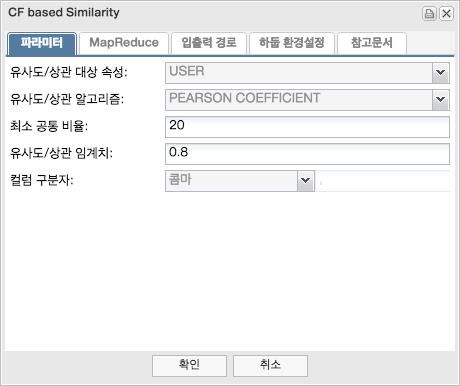 CF based Similarity
파라미터 MapReduce 입출력 경로 하둡 환경설정 참고문서
유사도/상관 대상 속성: USER
유사도/상관 알고리즘: PEARSON COEFFICIENT
최소 공통 비율: 20
유사도/상관 임계치: 0.8
컬럼 구분자: 콤마 ,
확인 취소